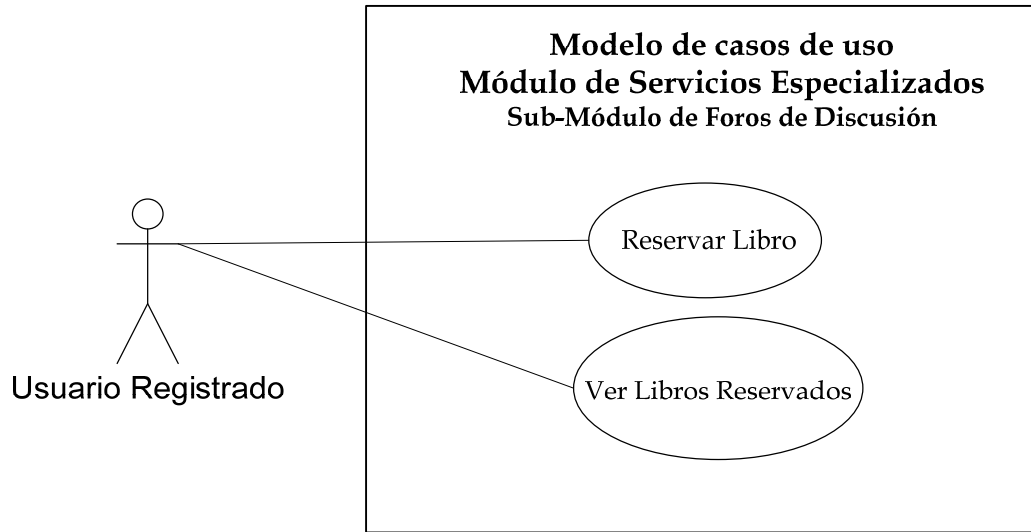 Modelo de casos de uso
Módulo de Servicios Especializados
Sub-Módulo de Foros de Discusión
Reservar Libro
Usuario Registrado
Ver Libros Reservados